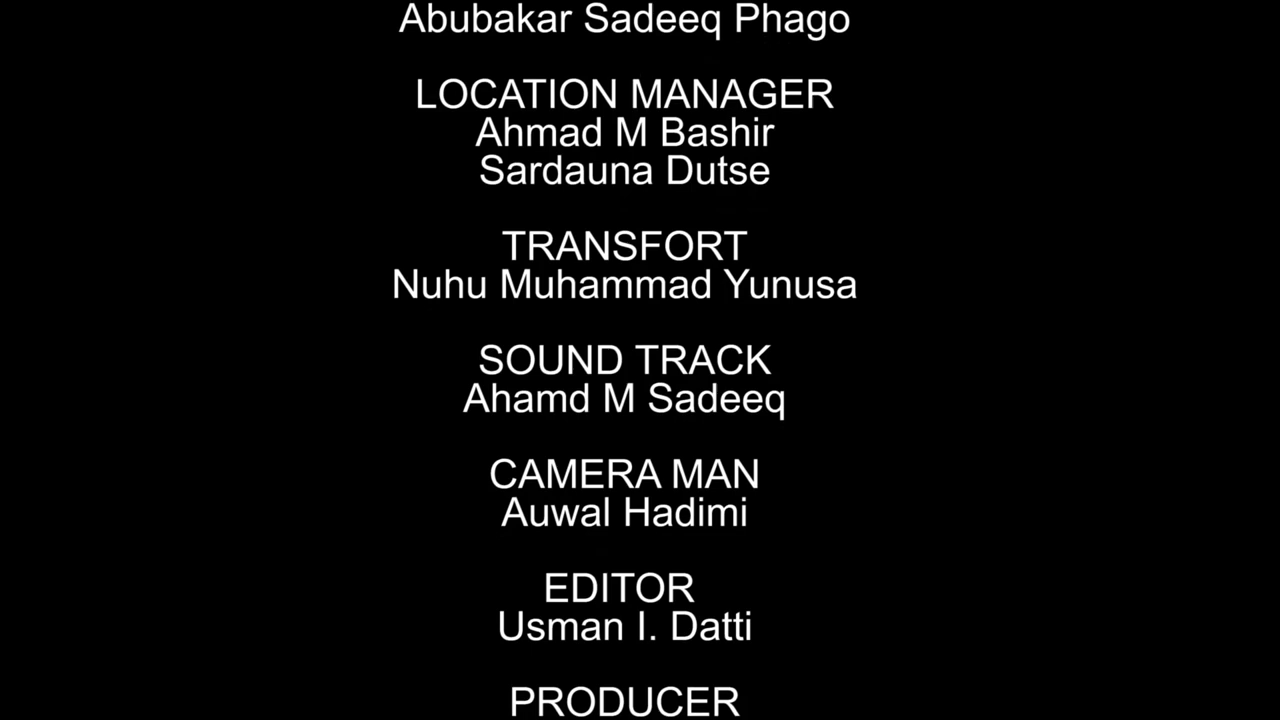 Abubakar Sadeeq Phago
LOCATION MANAGER
Ahmad M Bashir
Sardauna Dutse
TRANSFORT
Nuhu Muhammad Yunusa
SOUND TRACK
Ahamd M Sadeeq
CAMERA MAN
Auwal Hadimi
EDITOR
Usman I. Datti
PRODUCER